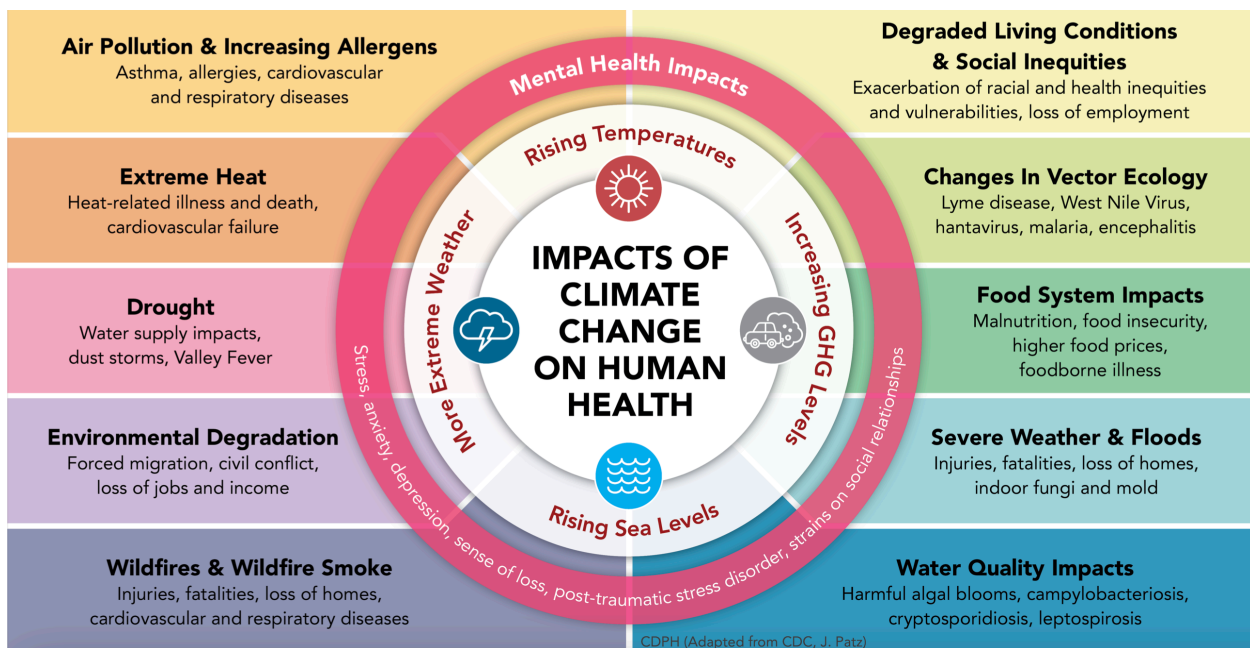 Air Pollution & Increasing Allergens
Asthma, allergies, cardiovascular
and respiratory diseases
Extreme Heat
Heat-related illness and death,
cardiovascular failure
Drought
Water supply impacts,
dust storms, Valley Fever
Environmental Degradation
Forced migration, civil conflict,
loss of jobs and income
Wildfires & Wildfire Smoke
Injuries, fatalities, loss of homes,
cardiovascular and respiratory diseases
Mental Health Impacts
Rising Temperatures
More Extreme Weather
IMPACTS OF
CLIMATE
CHANGE
ON HUMAN
HEALTH
Increasing GHG Levels
Rising Sea Levels
Stress, anxiety, depression, sense of loss, post-traumatic stress disorder, strains on social relationships
Degraded Living Conditions
& Social Inequities
Exacerbation of racial and health inequities
and vulnerabilities, loss of employment
Changes In Vector Ecology
Lyme disease, West Nile Virus,
hantavirus, malaria, encephalitis
Food System Impacts
Malnutrition, food insecurity,
higher food prices,
foodborne illness
Severe Weather & Floods
Injuries, fatalities, loss of homes,
indoor fungi and mold
Water Quality Impacts
Harmful algal blooms, campylobacteriosis,
cryptosporidiosis, leptospirosis
CDPH (Adapted from CDC, J. Patz)